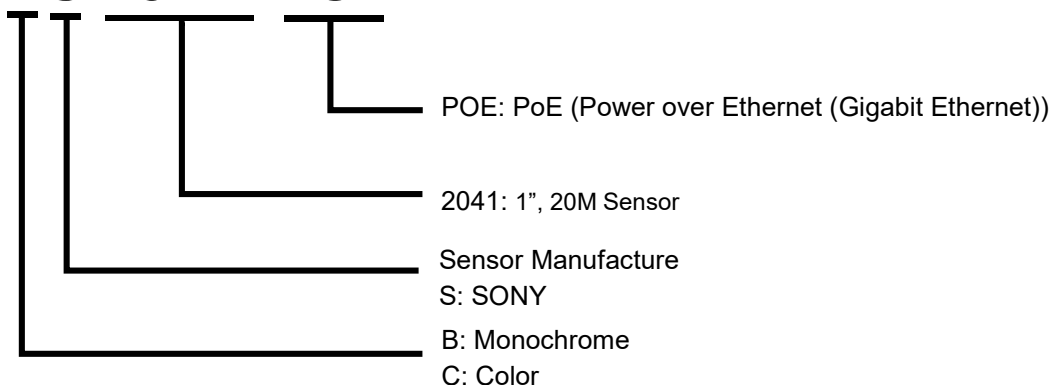 POE: PoE (Power over Ethernet (Gigabit Ethernet))
2041: 1”, 20M Sensor
Sensor Manufacture
S: SONY
B: Monochrome
C: Color